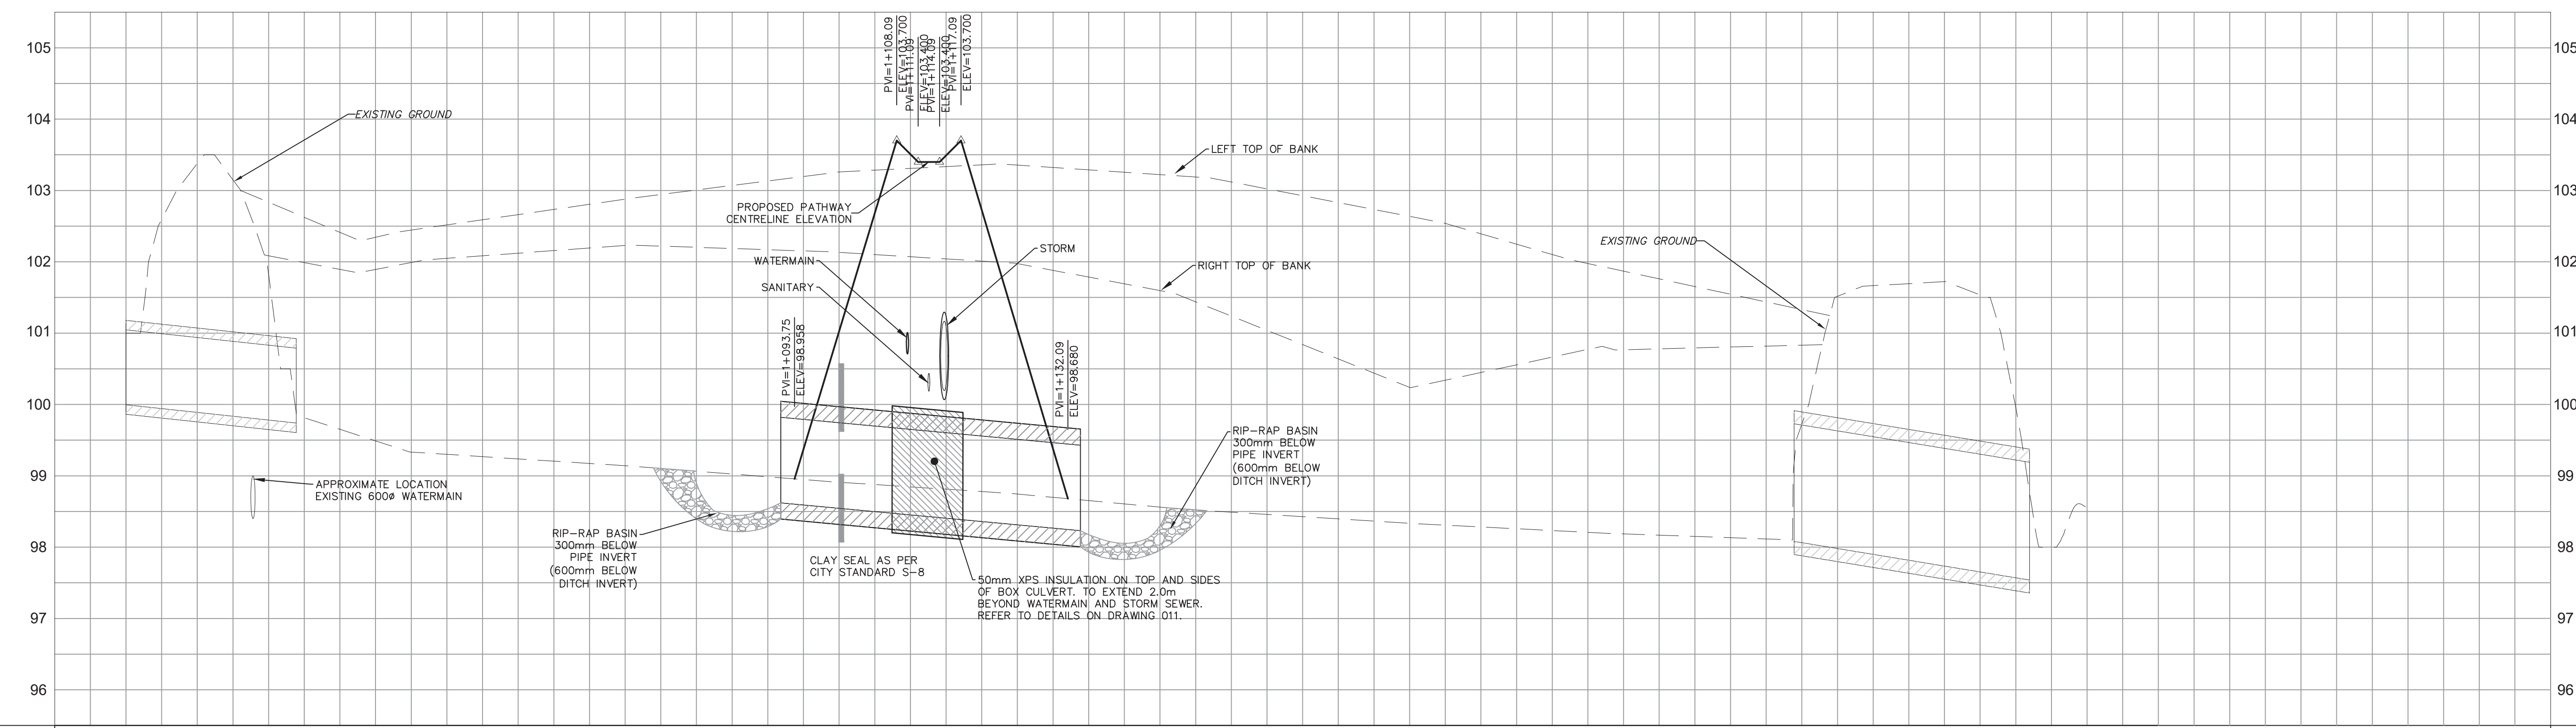 105
104
103
102
101
100
99
98
97
96
105
104
103
102
101
100
99
98
97
96
PVI=1+108.09
ELEV=103.700
PVI=1+111.09
ELEV=103.400
PVI=1+114.09
ELEV=103.400
PVI=1+117.09
ELEV=103.700
EXISTING GROUND
LEFT TOP OF BANK
PROPOSED PATHWAY
CENTRELINE ELEVATION
STORM
WATERMAIN
SANITARY
RIGHT TOP OF BANK
EXISTING GROUND
PVI=1+093.75
ELEV=98.958
PVI=1+132.09
ELEV=98.680
APPROXIMATE LOCATION
EXISTING 600ø WATERMAIN
RIP-RAP BASIN
300mm BELOW
PIPE INVERT
(600mm BELOW
DITCH INVERT)
RIP-RAP BASIN
300mm BELOW
PIPE INVERT
(600mm BELOW
DITCH INVERT)
CLAY SEAL AS PER
CITY STANDARD S-8
50mm XPS INSULATION ON TOP AND SIDES
OF BOX CULVERT. TO EXTEND 2.0m
BEYOND WATERMAIN AND STORM SEWER.
REFER TO DETAILS ON DRAWING 011.